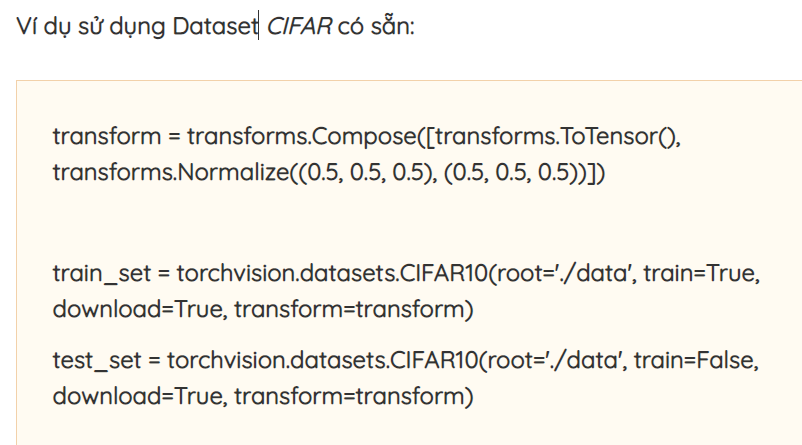 Ví dụ sử dụng Dataset CIFAR có sẵn:
transform = transforms.Compose([transforms.ToTensor(),
transforms.Normalize((0.5, 0.5, 0.5), (0.5, 0.5, 0.5))])
train_set = torchvision.datasets.CIFAR10(root='./data', train=True,
download=True, transform=transform)
test_set = torchvision.datasets.CIFAR10(root='./data', train=False,
download=True, transform=transform)